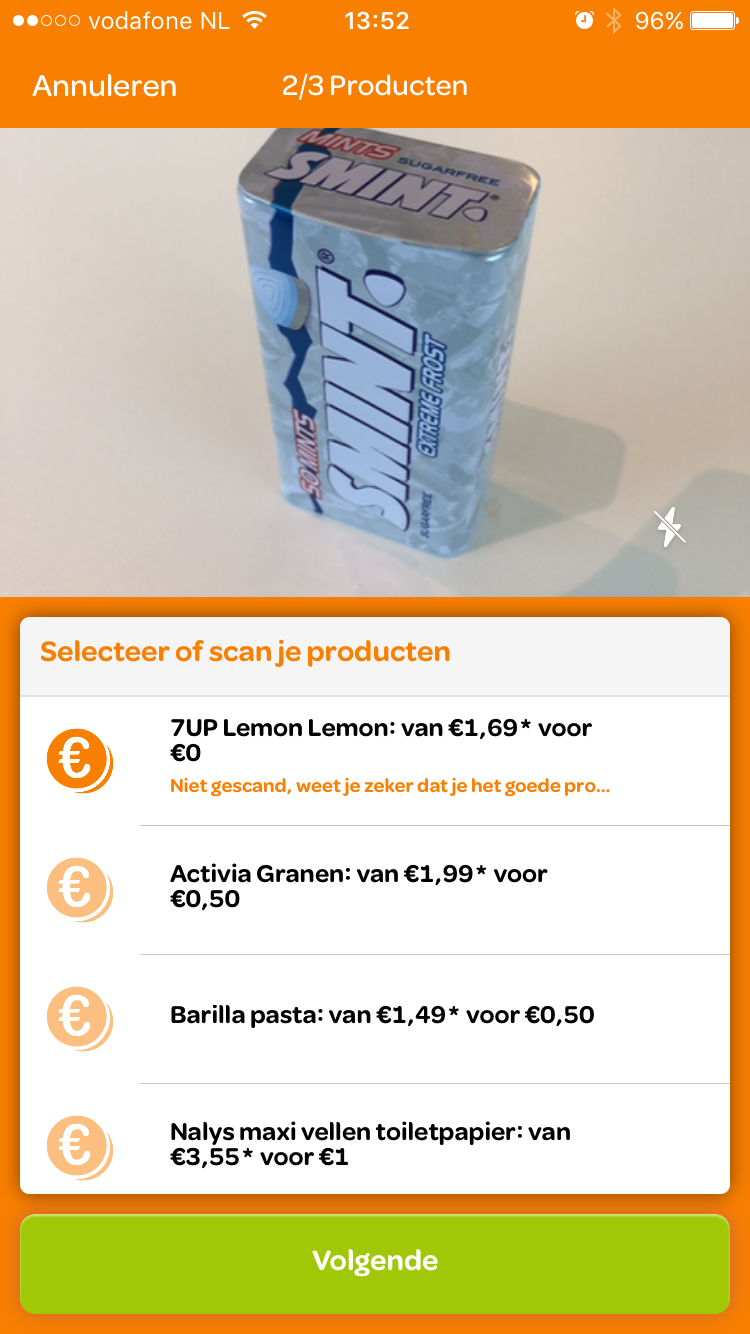 vodafone NL
13:52
96%
Annuleren
2/3 Producten
MINTS
SUGARFREE
SMINT
®
SMINT
EXTREME FROST
50 MINTS
SUGARFREE
Selecteer of scan je producten
€
7UP Lemon Lemon: van €1,69* voor
€0
Niet gescand, weet je zeker dat je het goede pro...
€
Activia Granen: van €1,99* voor
€0,50
€
Barilla pasta: van €1,49* voor €0,50
€
Nalys maxi vellen toiletpapier: van
€3,55* voor €1
Volgende